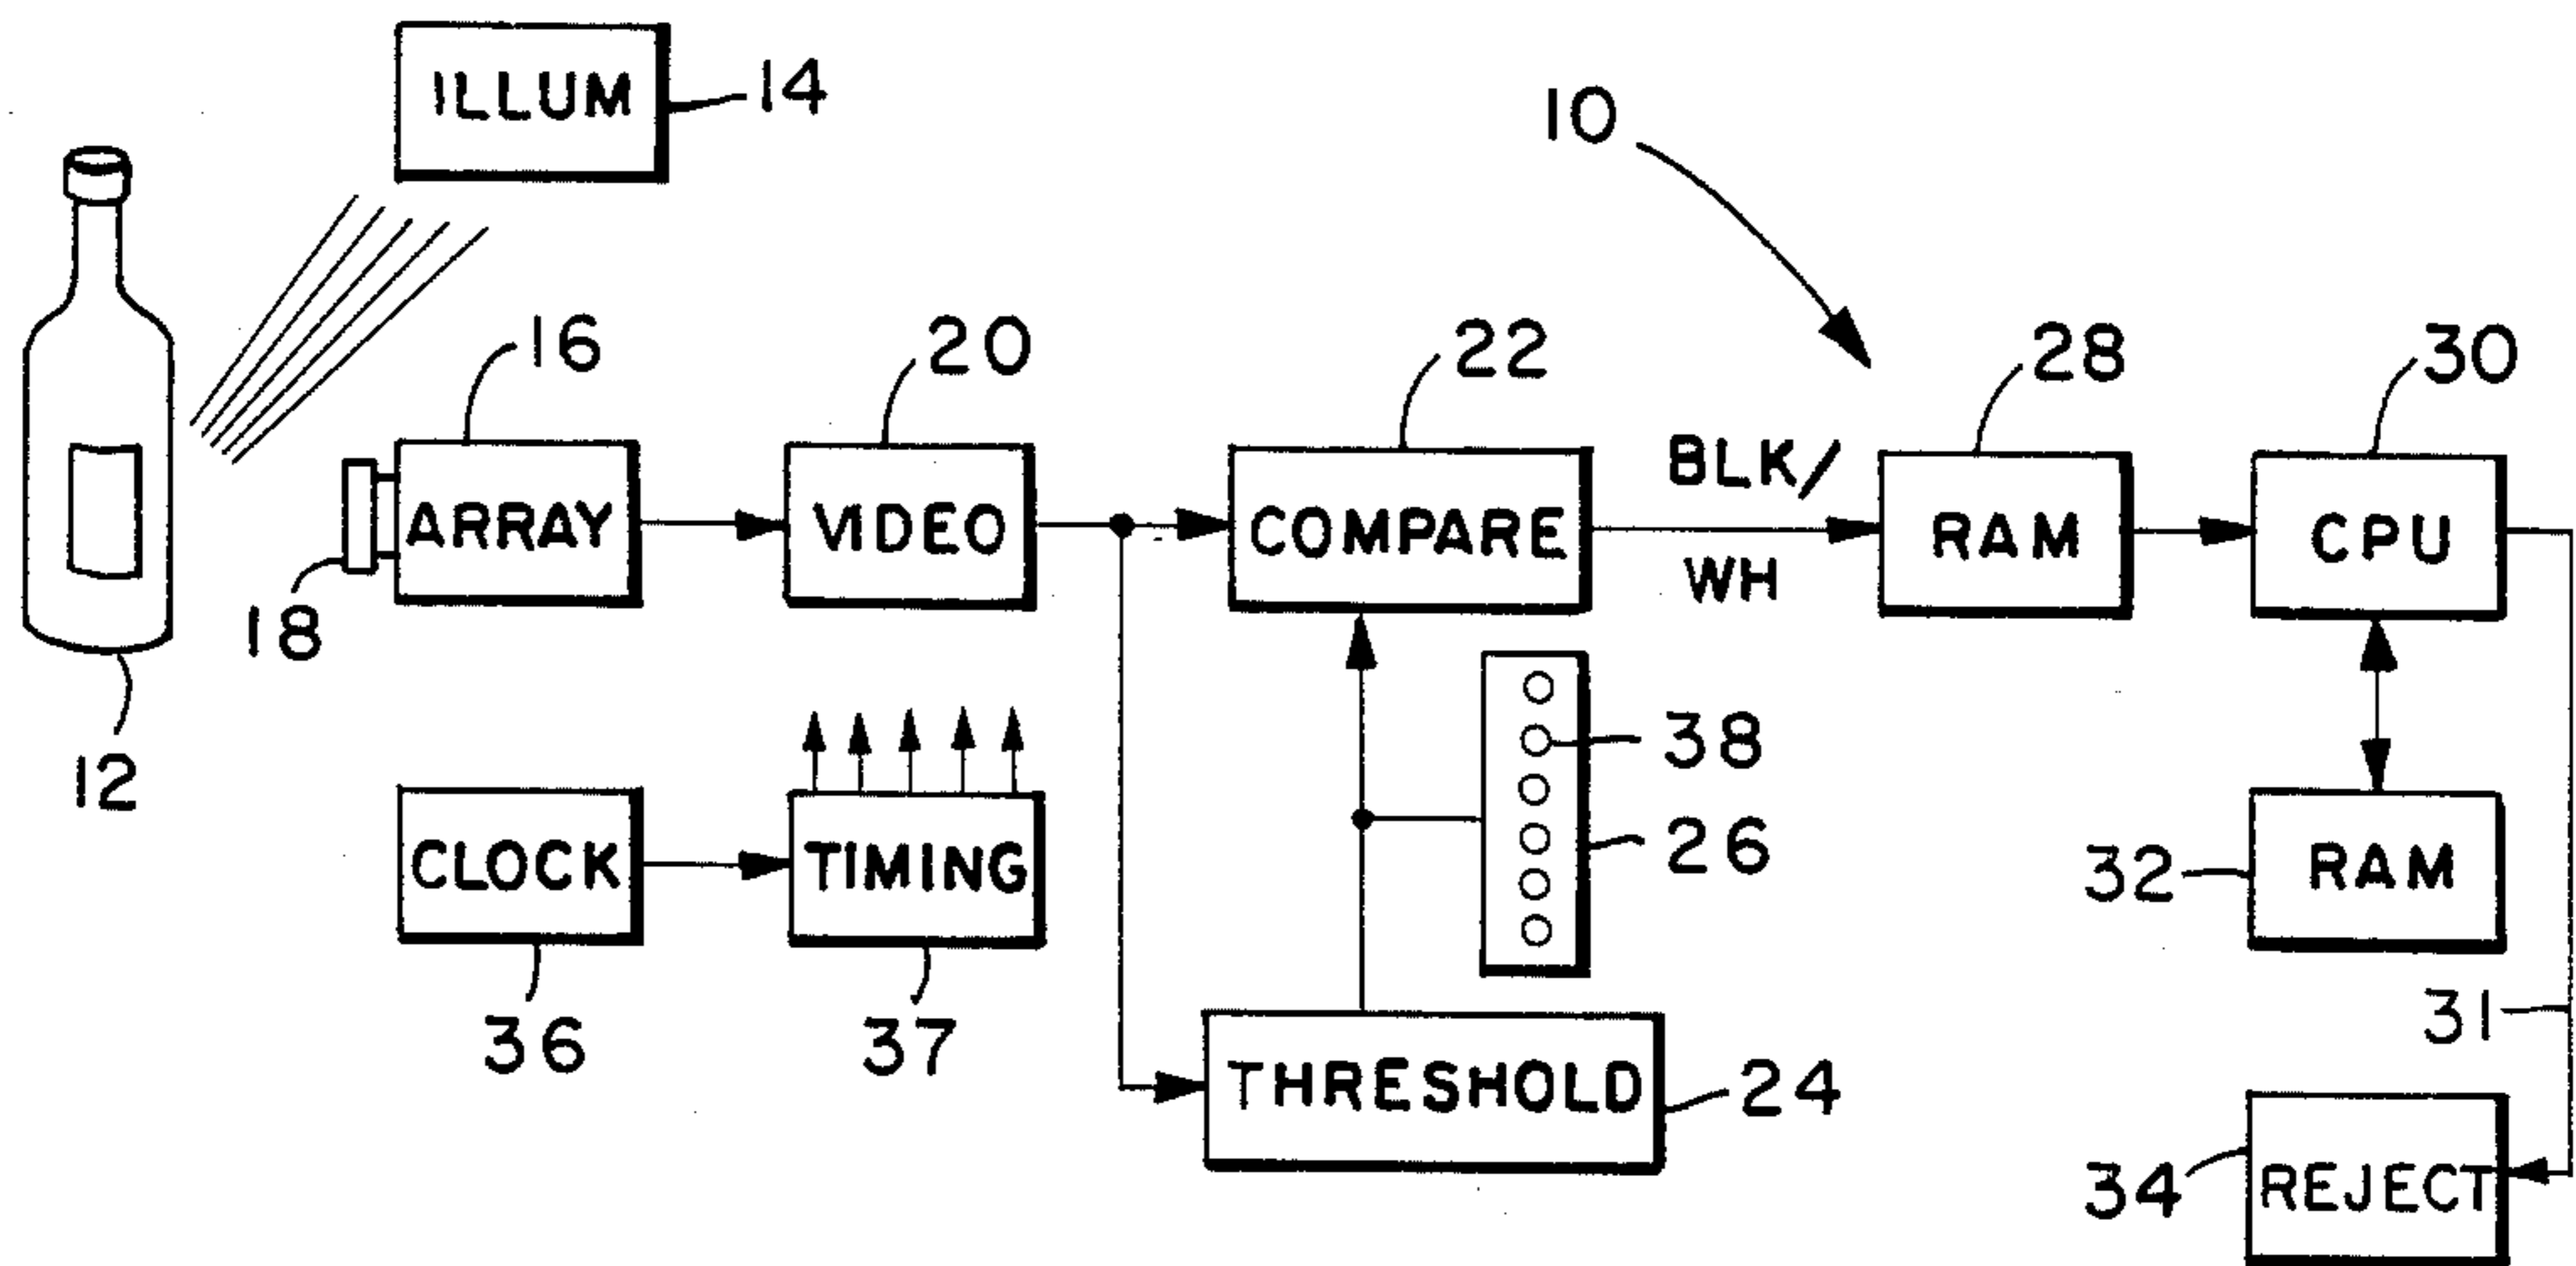 ILLUM
14
10
16
20
22
28
30
ARRAY
VIDEO
COMPARE
BLK/
WH
RAM
CPU
18
12
38
26
CLOCK
TIMING
32
RAM
36
37
31
THRESHOLD
24
34
REJECT